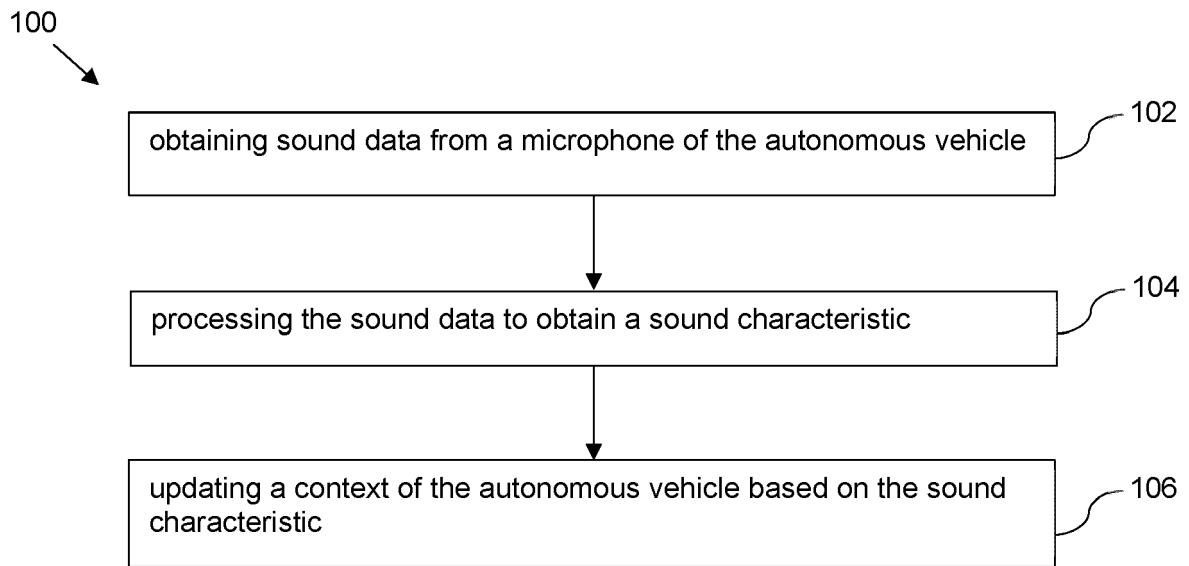 100
obtaining sound data from a microphone of the autonomous vehicle
102
processing the sound data to obtain a sound characteristic
104
updating a context of the autonomous vehicle based on the sound
characteristic
106